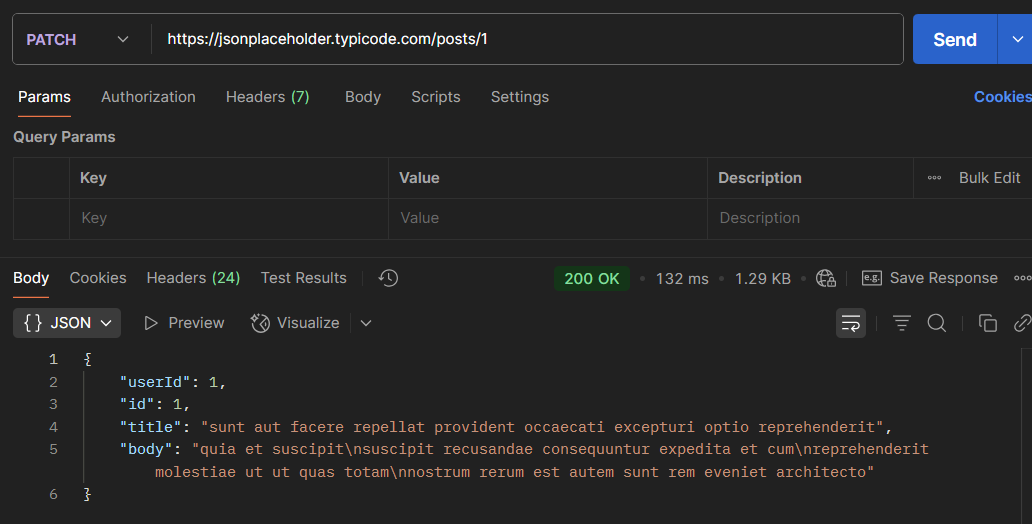 PATCH https://jsonplaceholder.typicode.com/posts/1 Send
Params Authorization Headers (7) Body Scripts Settings Cookies
Query Params
Key Value Description ooo Bulk Edit
Key Value Description
Body Cookies Headers (24) Test Results 200 OK • 132 ms • 1.29 KB • e.g. Save Response ooo
{ } JSON Preview Visualize
1 {
2 "userId": 1,
3 "id": 1,
4 "title": "sunt aut facere repellat provident occaecati excepturi optio reprehenderit",
5 "body": "quia et suscipit\nsuscipit recusandae consequuntur expedita et cum\nreprehenderit
molestiae ut ut quas totam\nnostrum rerum est autem sunt rem eveniet architecto"
6 }